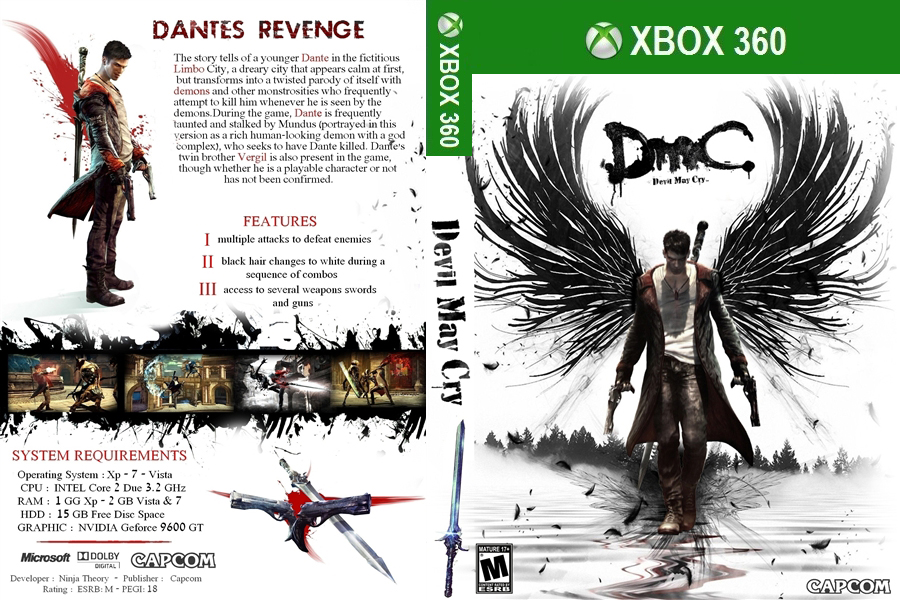 DANTES REVENGE
The story tells of a younger Dante in the fictitious
Limbo City, a dreary city that appears calm at first,
but transforms into a twisted parody of itself with
demons and other monstrosities who frequently
attempt to kill him whenever he is seen by the
demons.During the game, Dante is frequently
taunted and stalked by Mundus (portrayed in this
version as a rich human-looking demon with a god
complex), who seeks to have Dante killed. Dante's
twin brother Vergil is also present in the game,
though whether he is a playable character or not
has not been confirmed.
FEATURES
I multiple attacks to defeat enemies
II black hair changes to white during a
sequence of combos
III access to several weapons swords
and guns
SYSTEM REQUIREMENTS
Operating System : Xp - 7 - Vista
CPU : INTEL Core 2 Due 3.2 GHz
RAM : 1 GG Xp - 2 GB Vista & 7
HDD : 15 GB Free Disc Space
GRAPHIC : NVIDIA Geforce 9600 GT
Microsoft DOLBY DIGITAL CAPCOM
Developer : Ninja Theory - Publisher : Capcom
Rating : ESRB: M - PEGI: 18
XBOX 360
Devil May Cry
XBOX 360
DmC
Devil May Cry
MATURE 17+
M
CONTENT RATED BY
ESRB
CAPCOM